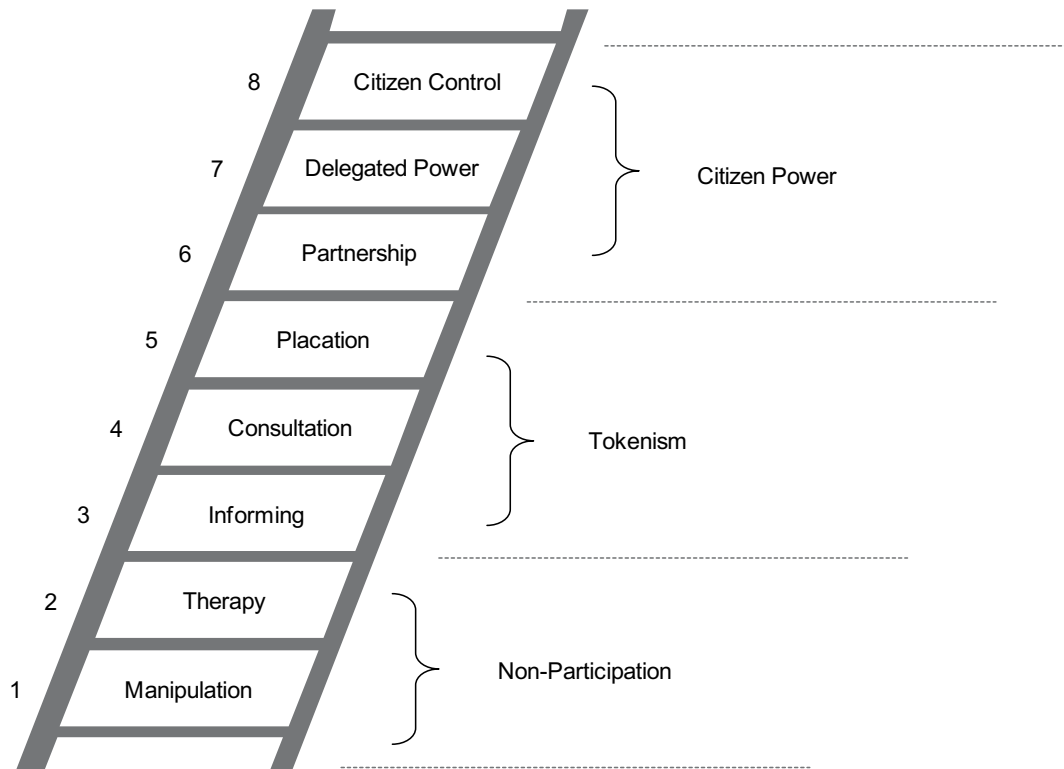 8 Citizen Control
7 Delegated Power
Citizen Power
6 Partnership
5 Placation
4 Consultation
Tokenism
3 Informing
2 Therapy
Non-Participation
1 Manipulation